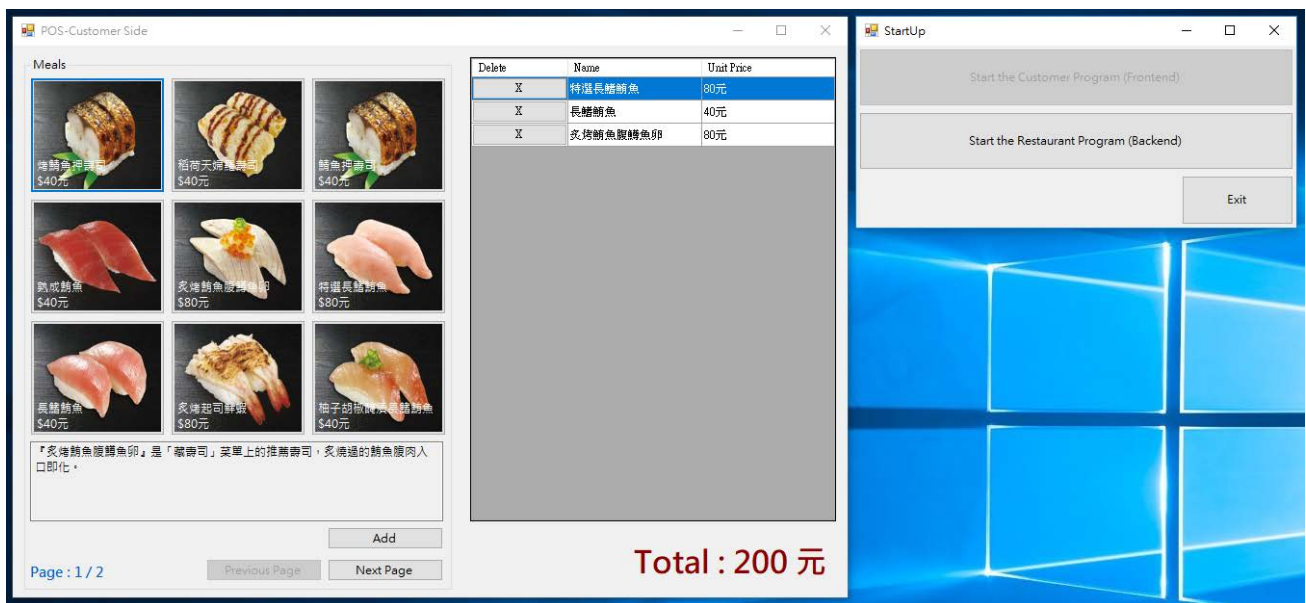 POS-Customer Side
Meals
烤鯖魚押壽司
$40元
稻荷天婦羅壽司
$40元
鯖魚押壽司
$40元
熟成鮪魚
$40元
炙烤鮪魚腹鱒魚卵
$80元
特選長鰭鮪魚
$80元
長鰭鮪魚
$40元
炙烤起司鮮蝦
$80元
柚子胡椒醃漬長鰭鮪魚
$40元
『炙烤鮪魚腹鱒魚卵』是「藏壽司」菜單上的推薦壽司，炙燒過的鮪魚腹肉入
口即化。
Add
Page : 1 / 2
Previous Page
Next Page
Delete Name Unit Price
X 特選長鰭鮪魚 80元
X 長鰭鮪魚 40元
X 炙烤鮪魚腹鱒魚卵 80元
Total : 200 元
StartUp
Start the Customer Program (Frontend)
Start the Restaurant Program (Backend)
Exit